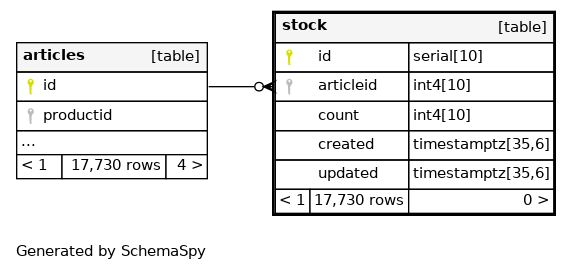 articles [table]
id
productid
...
< 1 17,730 rows 4 >
stock [table]
id serial[10]
articleid int4[10]
count int4[10]
created timestamptz[35,6]
updated timestamptz[35,6]
< 1 17,730 rows 0 >
Generated by SchemaSpy